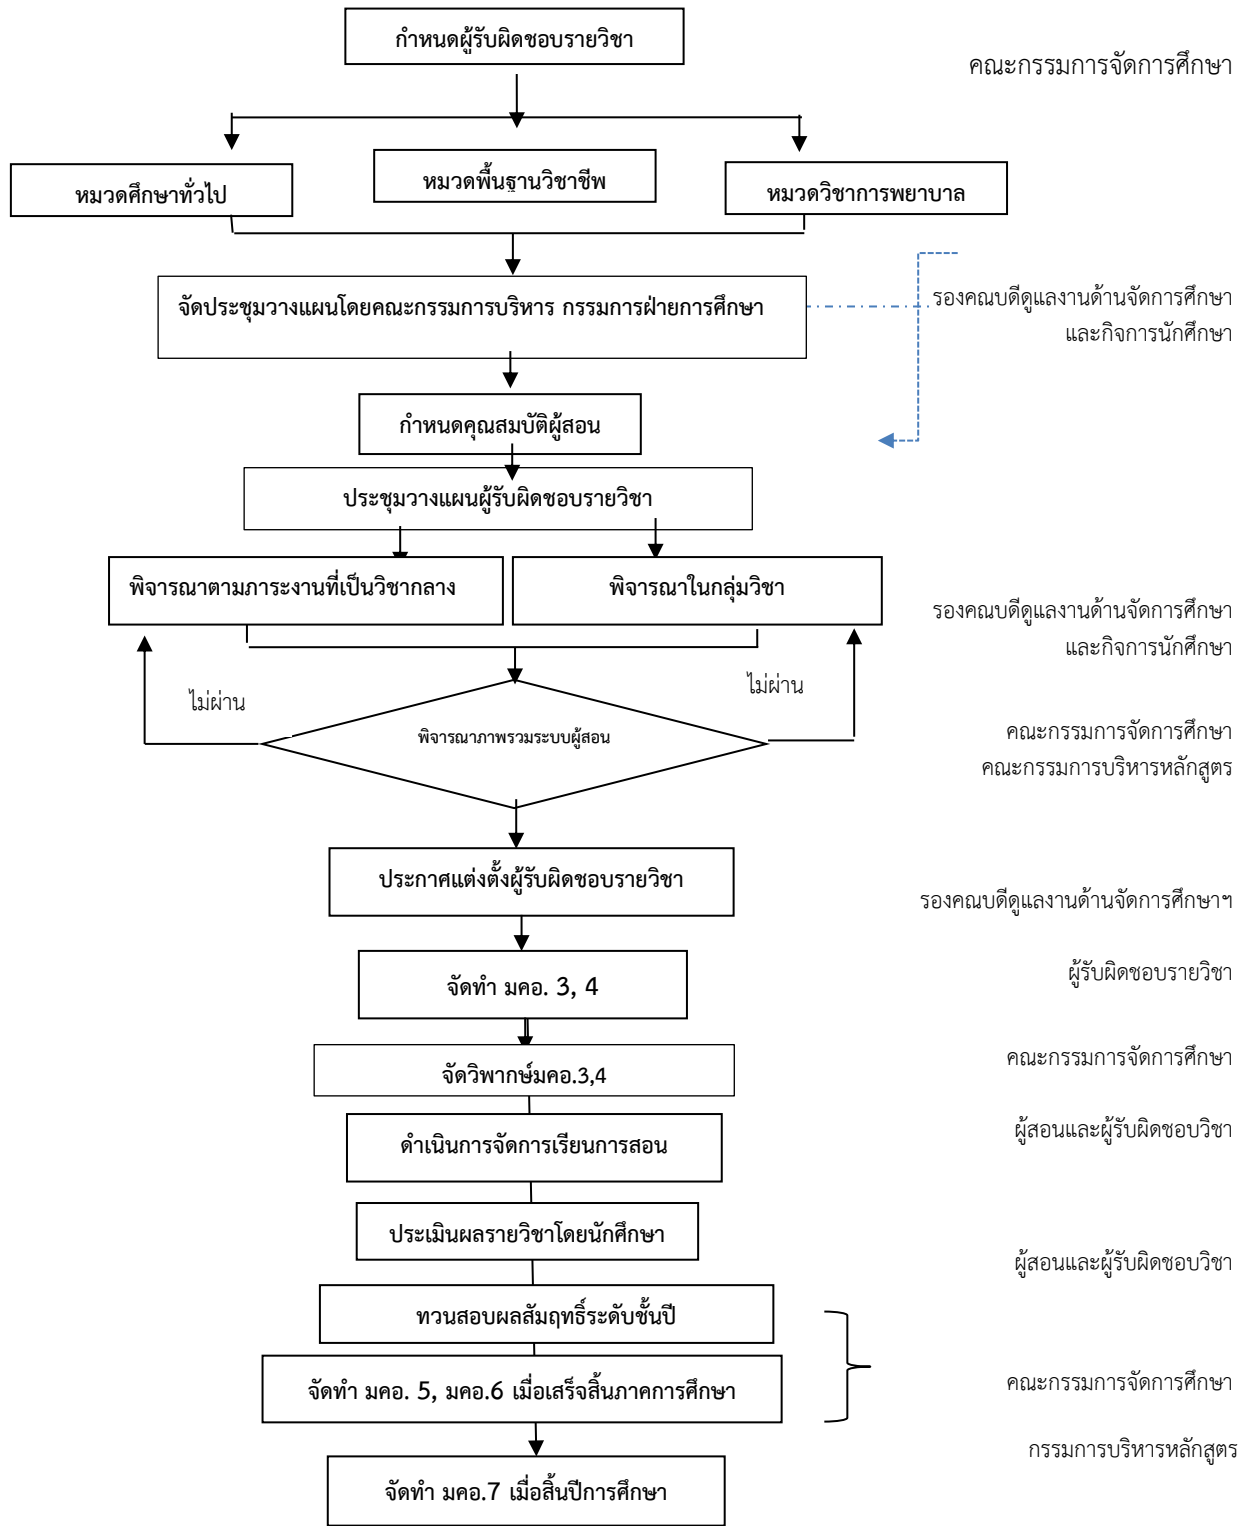 กำหนดผู้รับผิดชอบรายวิชา
คณะกรรมการจัดการศึกษา
หมวดศึกษาทั่วไป
หมวดพื้นฐานวิชาชีพ
หมวดวิชาการพยาบาล
จัดประชุมวางแผนโดยคณะกรรมการบริหาร กรรมการฝ่ายการศึกษา
รองคณบดีดูแลงานด้านจัดการศึกษา
และกิจการนักศึกษา
กำหนดคุณสมบัติผู้สอน
ประชุมวางแผนผู้รับผิดชอบรายวิชา
พิจารณาตามภาระงานที่เป็นวิชากลาง
พิจารณาในกลุ่มวิชา
รองคณบดีดูแลงานด้านจัดการศึกษา
และกิจการนักศึกษา
ไม่ผ่าน
ไม่ผ่าน
พิจารณาภาพรวมระบบผู้สอน
คณะกรรมการจัดการศึกษา
คณะกรรมการบริหารหลักสูตร
ประกาศแต่งตั้งผู้รับผิดชอบรายวิชา
รองคณบดีดูแลงานด้านจัดการศึกษาฯ
จัดทำ มคอ. 3, 4
ผู้รับผิดชอบรายวิชา
จัดวิพากษ์มคอ.3,4
คณะกรรมการจัดการศึกษา
ดำเนินการจัดการเรียนการสอน
ผู้สอนและผู้รับผิดชอบวิชา
ประเมินผลรายวิชาโดยนักศึกษา
ผู้สอนและผู้รับผิดชอบวิชา
ทวนสอบผลสัมฤทธิ์ระดับชั้นปี
จัดทำ มคอ. 5, มคอ.6 เมื่อเสร็จสิ้นภาคการศึกษา
คณะกรรมการจัดการศึกษา
กรรมการบริหารหลักสูตร
จัดทำ มคอ.7 เมื่อสิ้นปีการศึกษา